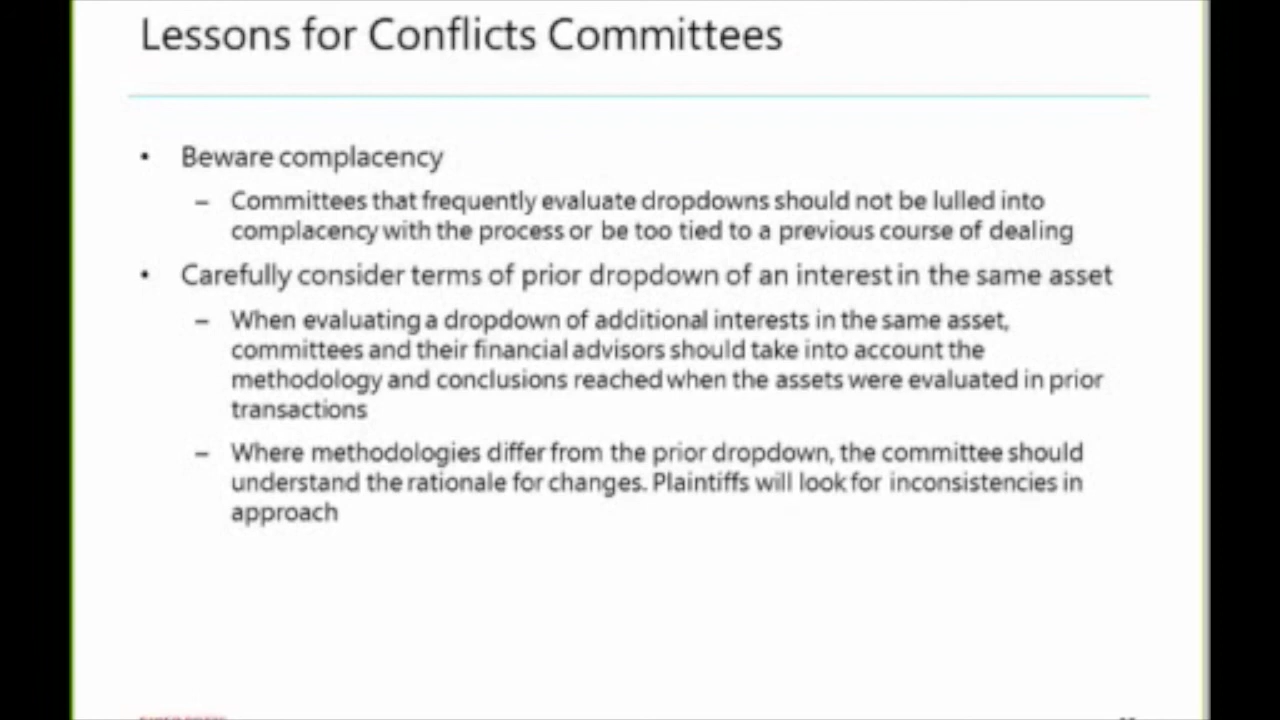 Lessons for Conflicts Committees
• Beware complacency
– Committees that frequently evaluate dropdowns should not be lulled into
complacency with the process or be too tied to a previous course of dealing
• Carefully consider terms of prior dropdown of an interest in the same asset
– When evaluating a dropdown of additional interests in the same asset,
committees and their financial advisors should take into account the
methodology and conclusions reached when the assets were evaluated in prior
transactions
– Where methodologies differ from the prior dropdown, the committee should
understand the rationale for changes. Plaintiffs will look for inconsistencies in
approach